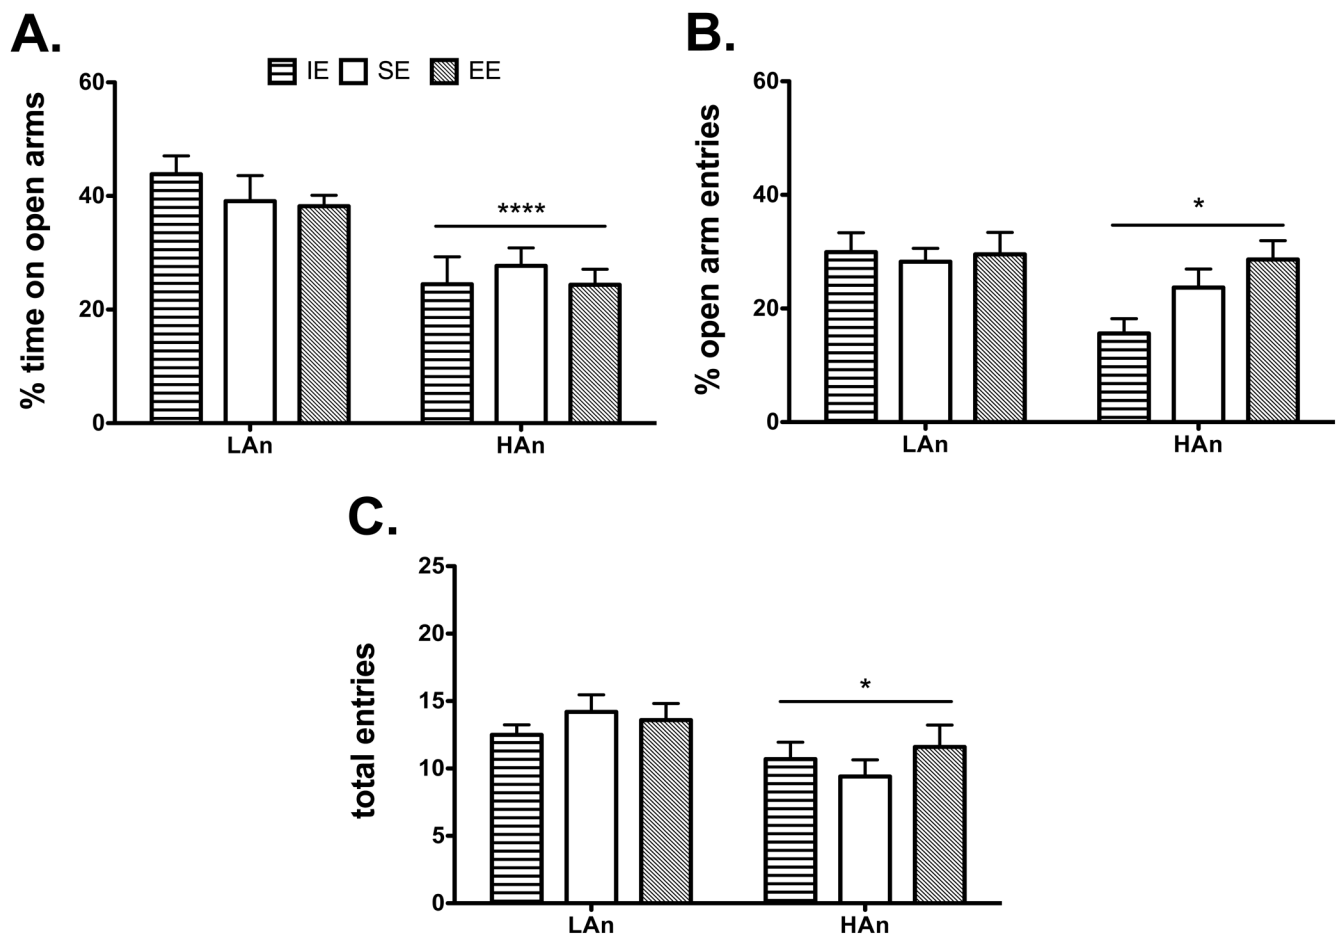 A.
IE SE EE
% time on open arms
60
40
20
0
****
LAn HAn
B.
% open arm entries
60
40
20
0
*
LAn HAn
C.
total entries
25
20
15
10
5
0
*
LAn HAn